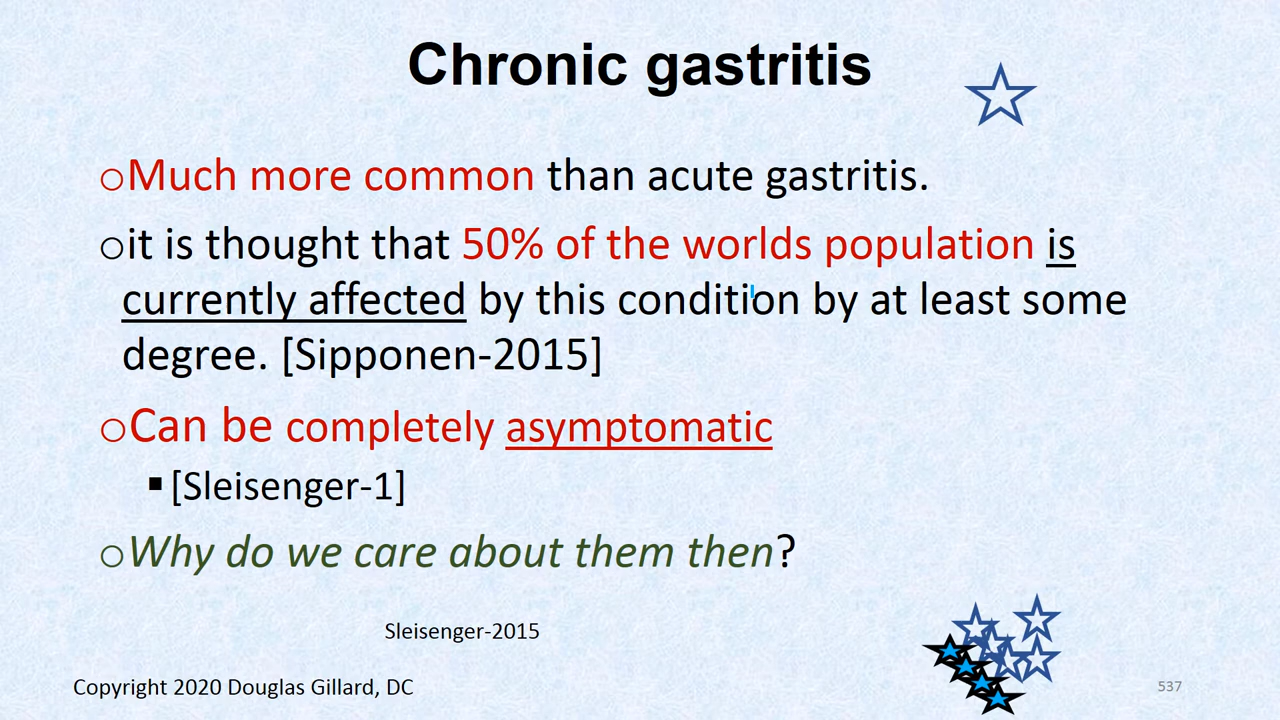 Chronic gastritis
oMuch more common than acute gastritis.
oit is thought that 50% of the worlds population is
currently affected by this condition by at least some
degree. [Sipponen-2015]
oCan be completely asymptomatic
▪[Sleisenger-1]
oWhy do we care about them then?
Sleisenger-2015
Copyright 2020 Douglas Gillard, DC
537